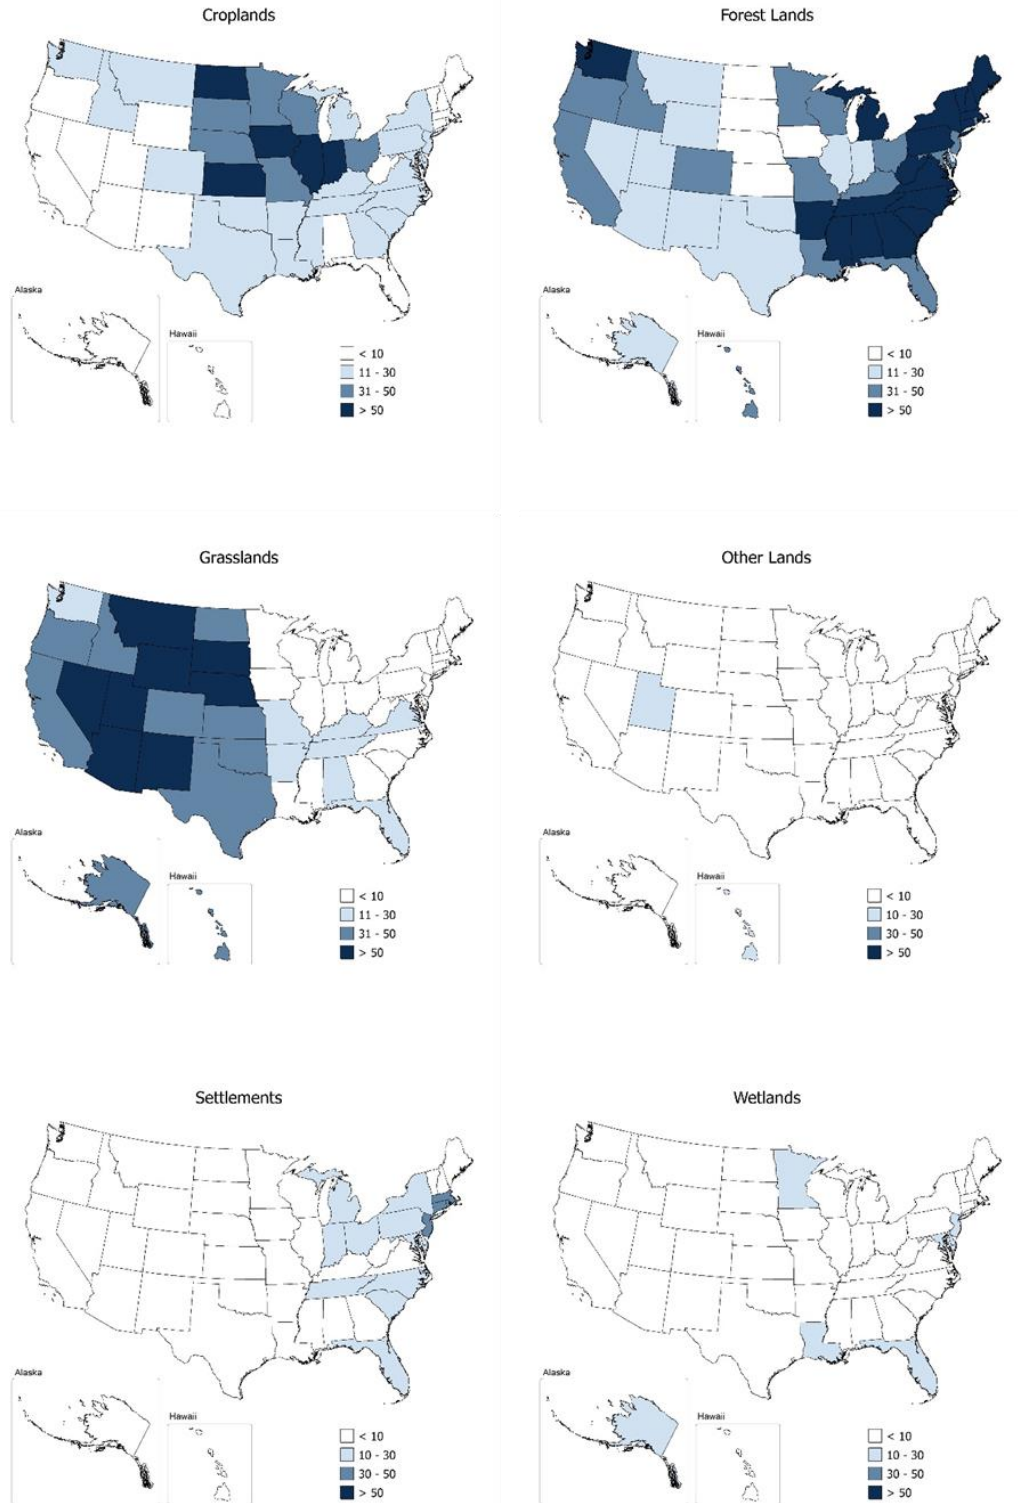 Croplands
Alaska
Hawaii
< 10
11 - 30
31 - 50
> 50
Forest Lands
Alaska
Hawaii
< 10
11 - 30
31 - 50
> 50
Grasslands
Alaska
Hawaii
< 10
11 - 30
31 - 50
> 50
Other Lands
Alaska
Hawaii
< 10
10 - 30
30 - 50
> 50
Settlements
Alaska
Hawaii
< 10
10 - 30
30 - 50
> 50
Wetlands
Alaska
Hawaii
< 10
10 - 30
30 - 50
> 50